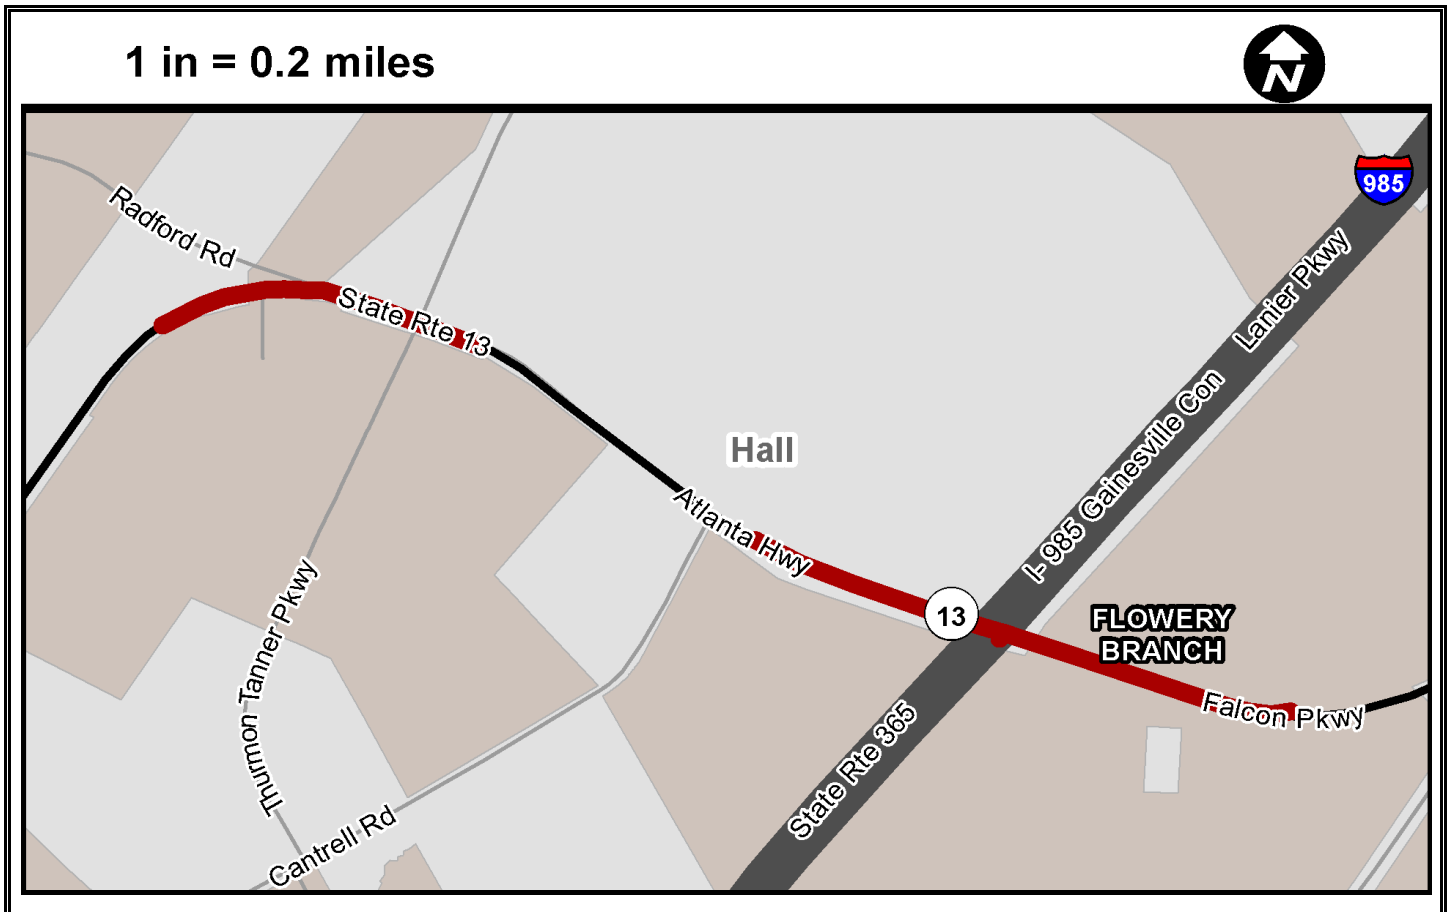 1 in = 0.2 miles
N
985
Radford Rd
Lanier Pkwy
State Rte 13
I- 985 Gainesville Con
Hall
Atlanta Hwy
13
FLOWERY
BRANCH
Thurmon Tanner Pkwy
Falcon Pkwy
State Rte 365
Cantrell Rd